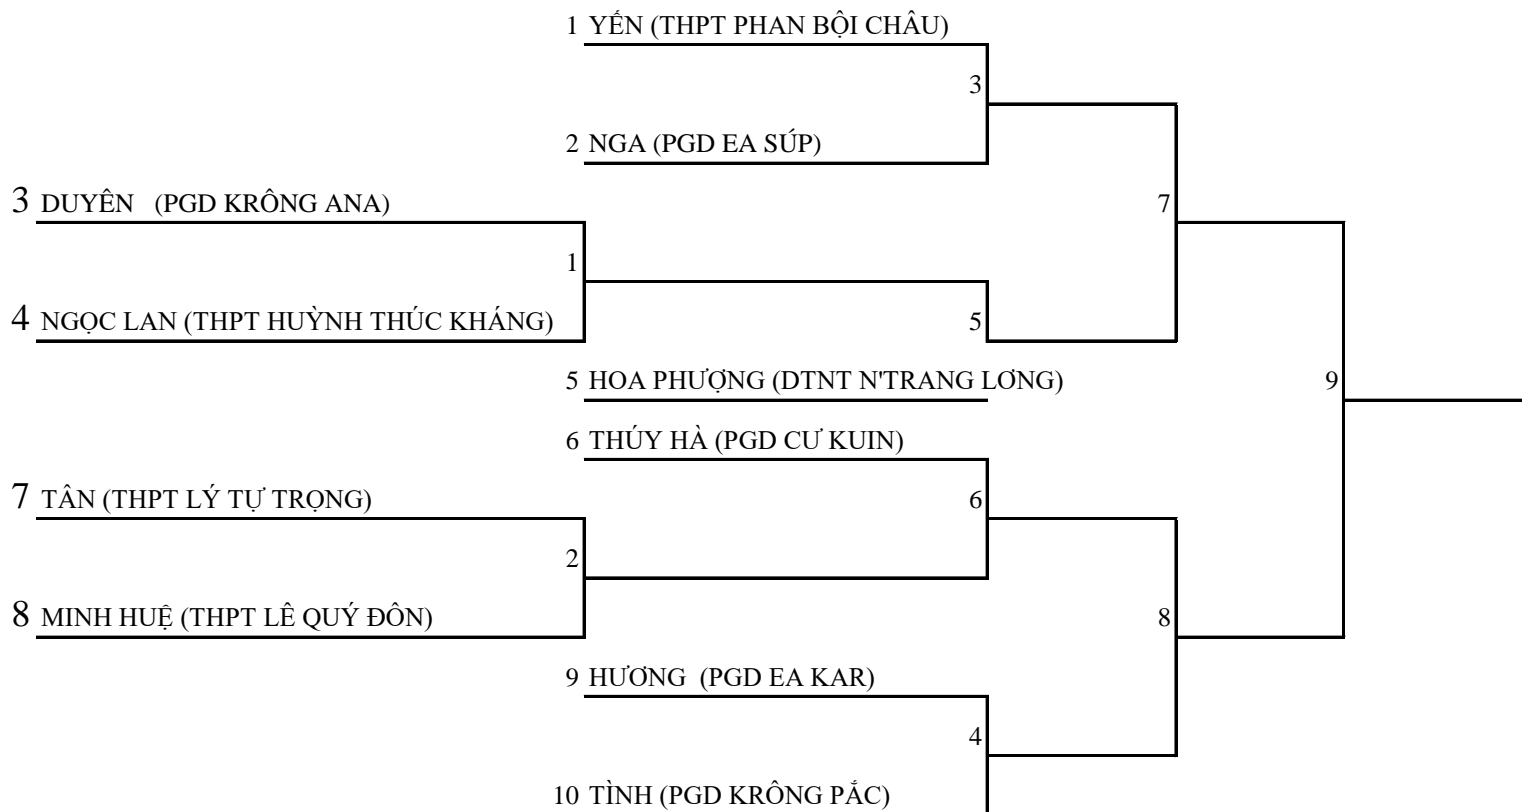 1 YẾN (THPT PHAN BỘI CHÂU)
3
2 NGA (PGD EA SÚP)
3 DUYÊN (PGD KRÔNG ANA)
7
1
4 NGỌC LAN (THPT HUỲNH THÚC KHÁNG)
5
5 HOA PHƯỢNG (DTNT N'TRANG LƠNG)
9
6 THÚY HÀ (PGD CƯ KUIN)
7 TÂN (THPT LÝ TỰ TRỌNG)
6
2
8 MINH HUỆ (THPT LÊ QUÝ ĐÔN)
8
9 HƯƠNG (PGD EA KAR)
4
10 TÌNH (PGD KRÔNG PẮC)